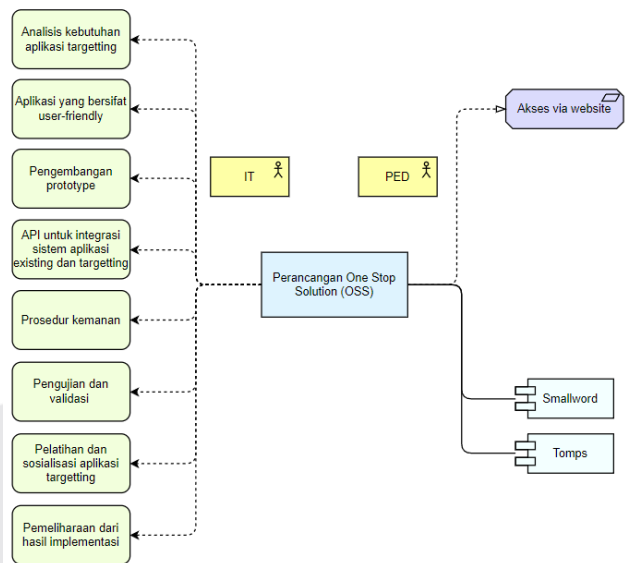 Analisis kebutuhan
aplikasi targetting
Aplikasi yang bersifat
user-friendly
Pengembangan
prototype
API untuk integrasi
sistem aplikasi
existing dan targetting
Prosedur kemanan
Pengujian dan
validasi
Pelatihan dan
sosialisasi aplikasi
targetting
Pemeliharaan dari
hasil implementasi
IT
PED
Perancangan One Stop
Solution (OSS)
Akses via website
Smallword
Tomps